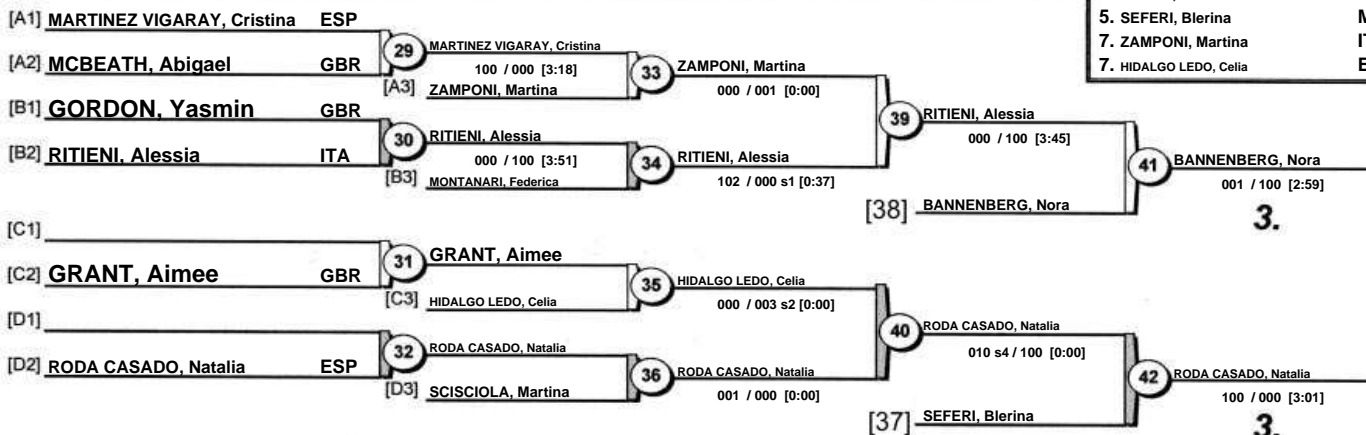 [A1] MARTINEZ VIGARAY, Cristina ESP
[A2] MCBEATH, Abigael GBR
[B1] GORDON, Yasmin GBR
[B2] RITIENI, Alessia ITA
[C1]
[C2] GRANT, Aimee GBR
[D1]
[D2] RODA CASADO, Natalia ESP
29
MARTINEZ VIGARAY, Cristina
100 / 000 [3:18]
[A3] ZAMPONI, Martina
30
RITIENI, Alessia
000 / 100 [3:51]
[B3] MONTANARI, Federica
31
GRANT, Aimee
[C3] HIDALGO LEDO, Celia
32
RODA CASADO, Natalia
[D3] SCISCIOLA, Martina
33
ZAMPONI, Martina
000 / 001 [0:00]
34
RITIENI, Alessia
102 / 000 s1 [0:37]
35
HIDALGO LEDO, Celia
000 / 003 s2 [0:00]
36
RODA CASADO, Natalia
001 / 000 [0:00]
39
RITIENI, Alessia
000 / 100 [3:45]
[38] BANNENBERG, Nora
40
RODA CASADO, Natalia
010 s4 / 100 [0:00]
[37] SEFERI, Blerina
41
BANNENBERG, Nora
001 / 100 [2:59]
3.
42
RODA CASADO, Natalia
100 / 000 [3:01]
3.
5. SEFERI, Blerina
7. ZAMPONI, Martina
7. HIDALGO LEDO, Celia